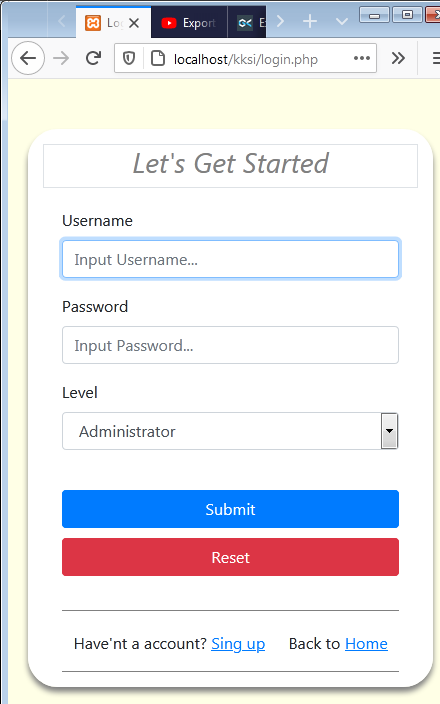 Lo
Export
Es
localhost/kksi/login.php
Let's Get Started
Username
Input Username...
Password
Input Password...
Level
Administrator
Submit
Reset
Have'nt a account? Sing up Back to Home